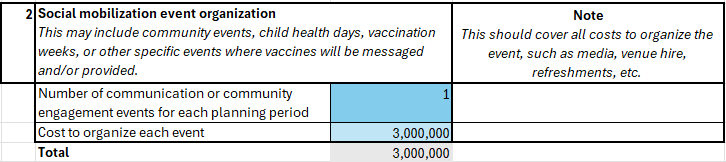 2 Social mobilization event organization
This may include community events, child health days, vaccination
weeks, or other specific events where vaccines will be messaged
and/or provided.
Note
This should cover all costs to organize the
event, such as media, venue hire,
refreshments, etc.
Number of communication or community
engagement events for each planning period
1
Cost to organize each event 3,000,000
Total 3,000,000